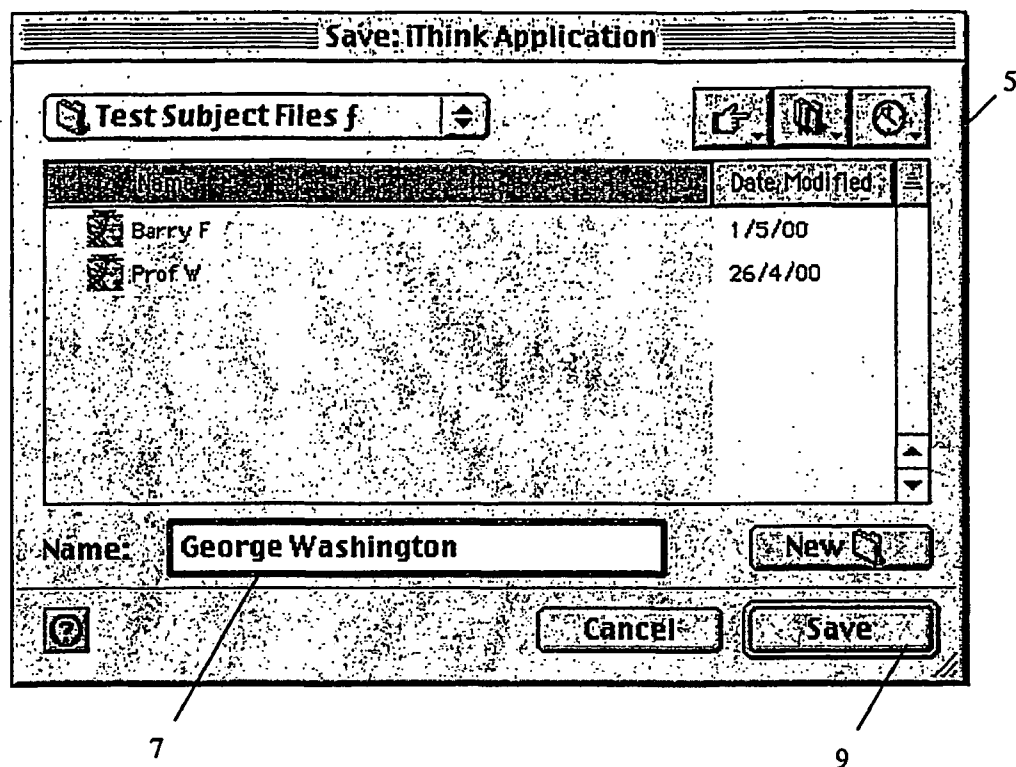 Save: iThink Application
5
Test Subject Files ƒ
Name
Date Modified
Barry F
1/5/00
Prof W
26/4/00
Name:
George Washington
New
?
Cancel
Save
7
9